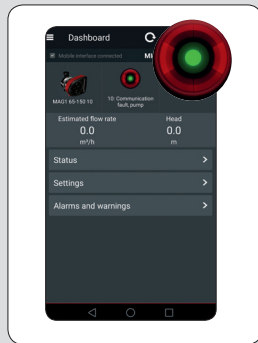 Dashboard
Mobile interface connected
MAG1 65-150 10
10: Communication
fault, pump
Estimated flow rate
Head
0.0
0.0
m³/h
m
Status
Settings
Alarms and warnings